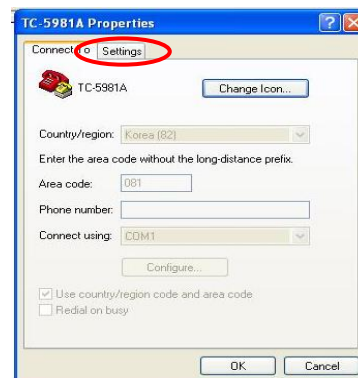 TC-5981A Properties
Connect To Settings
TC-5981A Change Icon...
Country/region: Korea (82)
Enter the area code without the long-distance prefix.
Area code: 081
Phone number:
Connect using: COM1
Configure...
Use country/region code and area code
Redial on busy
OK Cancel